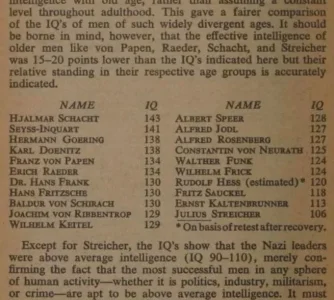 intelligence with old age, rather than assuming a constant
level throughout adulthood. This gave a fairer comparison
of the IQ's of men of such widely divergent ages. It should
be borne in mind, however, that the effective intelligence of
older men like von Papen, Raeder, Schacht, and Streicher
was 15–20 points lower than the IQ's indicated here but their
relative standing in their respective age groups is accurately
indicated.
NAME IQ NAME IQ
HJALMAR SCHACHT 143 ALBERT SPEER 128
SEYSS-INQUART 141 ALFRED JODL 127
HERMANN GOERING 138 ALFRED ROSENBERG 127
KARL DOENITZ 138 CONSTANTIN VON NEURATH 125
FRANZ VON PAPEN 134 WALTHER FUNK 124
ERICH RAEDER 134 WILHELM FRICK 124
DR. HANS FRANK 130 RUDOLF HESS (estimated)* 120
HANS FRITZSCHE 130 FRITZ SAUCKEL 118
BALDUR VON SCHIRACH 130 ERNST KALTENBRUNNER 113
JOACHIM VON RIBBENTROP 129 JULIUS STREICHER 106
WILHELM KEITEL 129 * On basis of retest after recovery.
Except for Streicher, the IQ's show that the Nazi leaders
were above average intelligence (IQ 90–110), merely con-
firming the fact that the most successful men in any sphere
of human activity—whether it is politics, industry, militarism,
or crime—are apt to be above average intelligence. It must